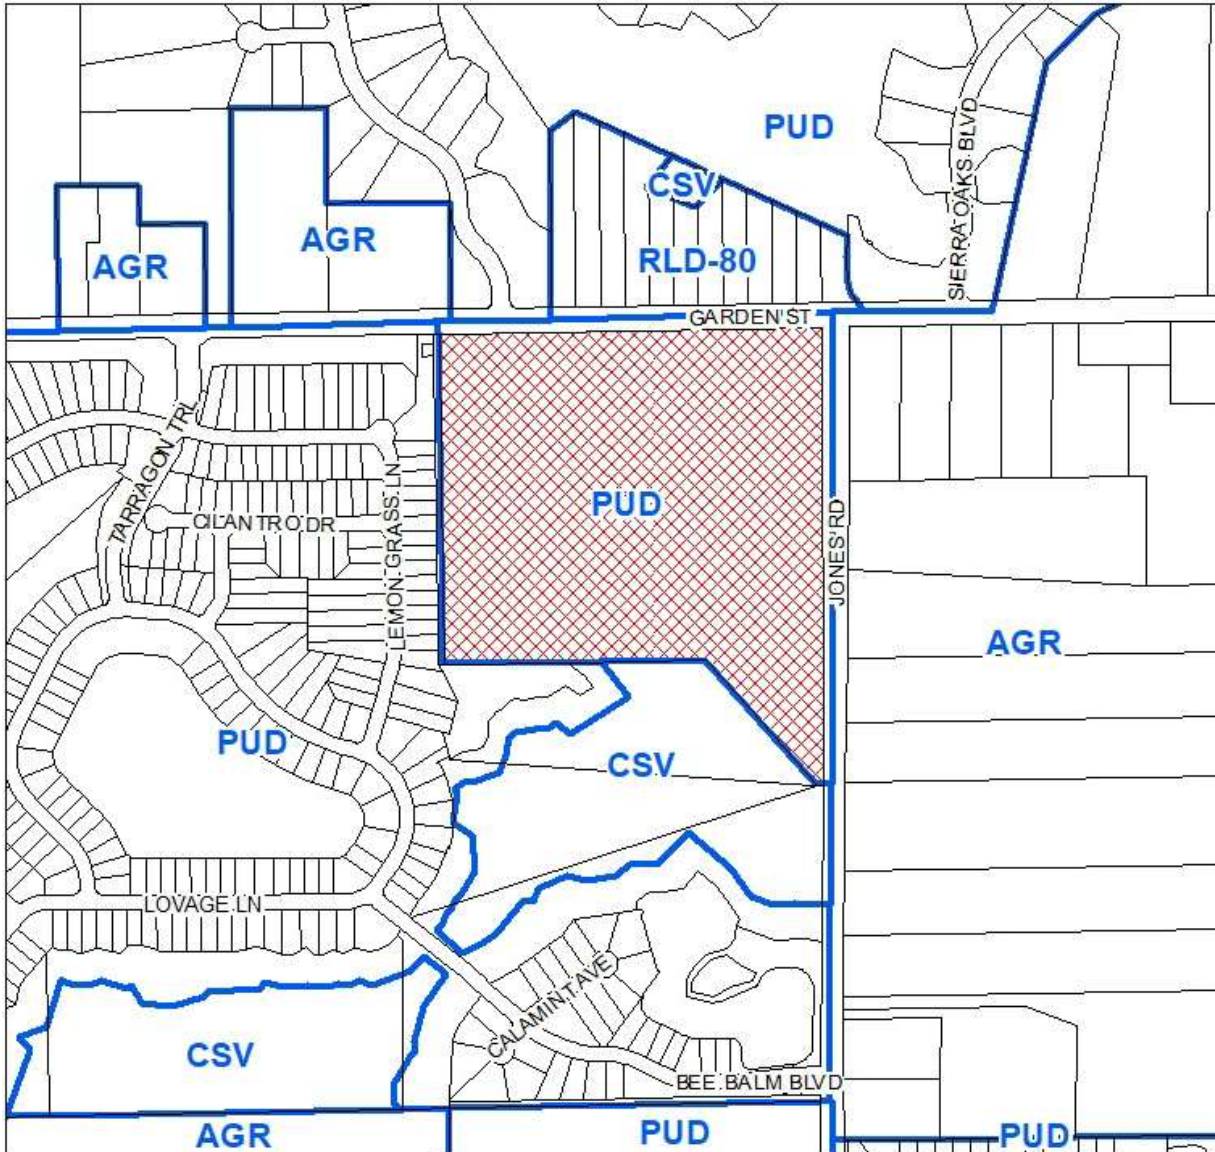 PUD
SIERRA OAKS BLVD
CSV
AGR
RLD-80
AGR
GARDEN ST
TARRAGON TRL
LEMON GRASS LN
PUD
CILANTRO DR
JONES RD
AGR
PUD
CSV
LOVAGE LN
CALAMINT AVE
CSV
BEE BALM BLVD
AGR
PUD
PUD